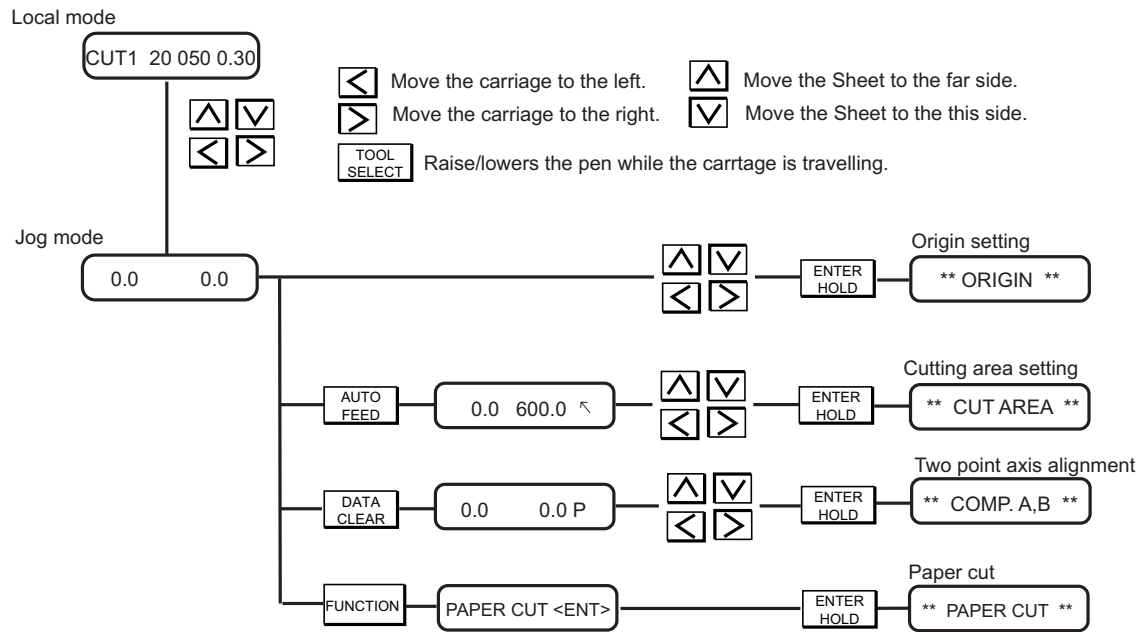 Local mode
CUT1 20 050 0.30
Move the carriage to the left.
Move the Sheet to the far side.
Move the carriage to the right.
Move the Sheet to the this side.
TOOL
SELECT
Raise/lowers the pen while the carrtage is travelling.
Jog mode
0.0 0.0
ENTER
HOLD
Origin setting
** ORIGIN **
AUTO
FEED
0.0 600.0 ↖
ENTER
HOLD
Cutting area setting
** CUT AREA **
DATA
CLEAR
0.0 0.0 P
ENTER
HOLD
Two point axis alignment
** COMP. A,B **
FUNCTION
PAPER CUT <ENT>
ENTER
HOLD
Paper cut
** PAPER CUT **